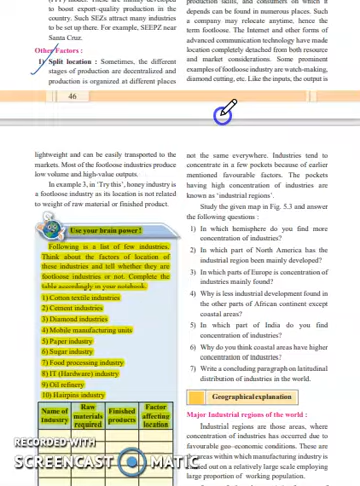 (PPP) model. These are mainly developed
to boost export-quality production in the
country. Such SEZs attract many industries
to be set up there. For example, SEEPZ near
Santa Cruz.
Other Factors :
1) Split location : Sometimes, the different
stages of production are decentralized and
production is organized at different places
production skills, and consumers on which it
depends can be found in numerous places. Such
a company may relocate anytime, hence the
term footloose. The Internet and other forms of
advanced communication technology have made
location completely detached from both resource
and market considerations. Some prominent
examples of footloose industry are watch-making,
diamond cutting, etc. Like the inputs, the output is
46
lightweight and can be easily transported to the
markets. Most of the footloose industries produce
low volume and high-value outputs.
In example 3, in 'Try this', honey industry is
a footloose industry as its location is not related
to weight of raw material or finished product.
Use your brain power !
Following is a list of few industries.
Think about the factors of location of
these industries and tell whether they are
footloose industries or not. Complete the
table accordingly in your notebook.
1) Cotton textile industries
2) Cement industries
3) Diamond industries
4) Mobile manufacturing units
5) Paper industry
6) Sugar industry
7) Food processing industry
8) IT (Hardware) industry
9) Oil refinery
10) Hairpins industry
Name of Industry
Raw materials required
Finished products
Factor affecting location
not the same everywhere. Industries tend to
concentrate in a few pockets because of earlier
mentioned favourable factors. The pockets
having high concentration of industries are
known as 'industrial regions'.
Study the given map in Fig. 5.3 and answer
the following questions :
1) In which hemisphere do you find more
concentration of industries?
2) In which part of North America has the
industrial region been mainly developed?
3) In which parts of Europe is concentration of
industries mainly found?
4) Why is less industrial development found in
the other parts of African continent except
coastal areas?
5) In which part of India do you find
concentration of industries?
6) Why do you think coastal areas have higher
concentration of industries?
7) Write a concluding paragraph on latitudinal
distribution of industries in the world.
Geographical explanation
Major Industrial regions of the world :
Industrial regions are those areas, where
concentration of industries has occurred due to
favourable geo-economic conditions. These are
the areas within which manufacturing industry is
carried out on a relatively large scale employing
large proportion of working population.
RECORDED WITH
SCREENCAST MATIC